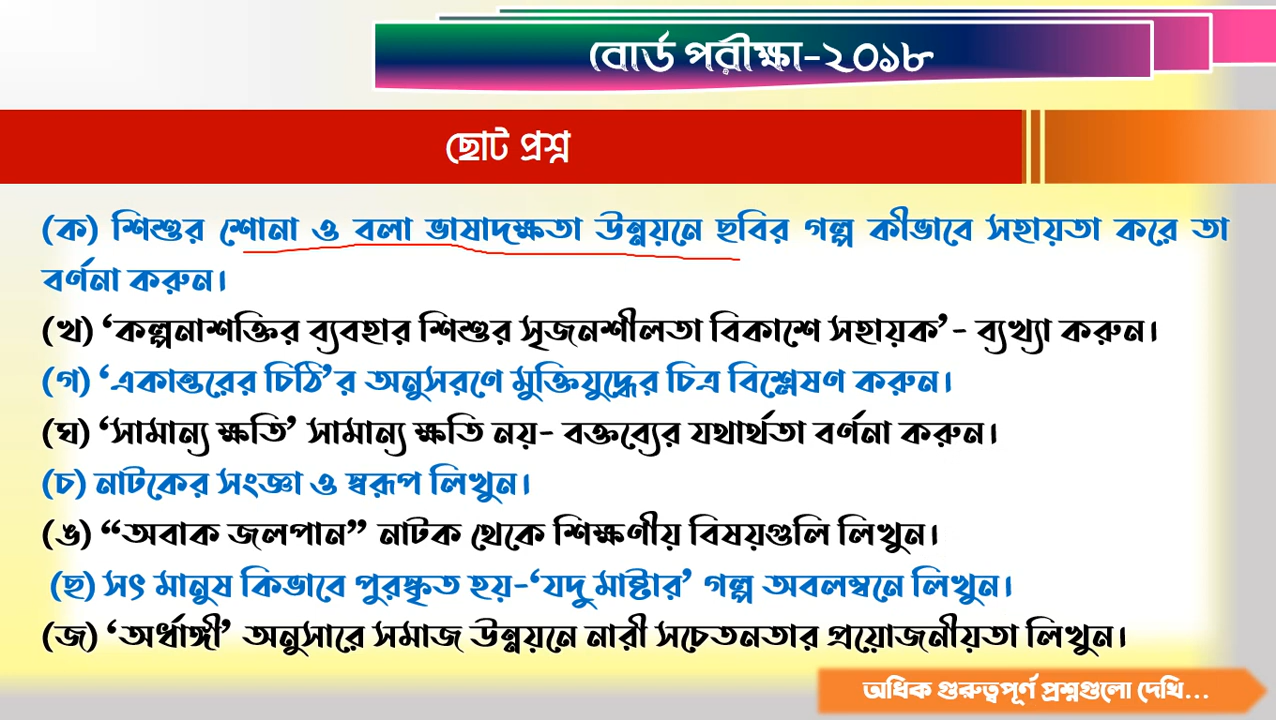 বোর্ড পরীক্ষা-২০১৮
ছোট প্রশ্ন
(ক) শিশুর শোনা ও বলা ভাষাদক্ষতা উন্নয়নে ছবির গল্প কীভাবে সহায়তা করে তা
বর্ণনা করুন।
(খ) ‘কল্পনাশক্তির ব্যবহার শিশুর সৃজনশীলতা বিকাশে সহায়ক’- ব্যখ্যা করুন।
(গ) ‘একাত্তরের চিঠি’র অনুসরণে মুক্তিযুদ্ধের চিত্র বিশ্লেষণ করুন।
(ঘ) ‘সামান্য ক্ষতি’ সামান্য ক্ষতি নয়- বক্তব্যের যথার্থতা বর্ণনা করুন।
(চ) নাটকের সংজ্ঞা ও স্বরূপ লিখুন।
(ঙ) “অবাক জলপান” নাটক থেকে শিক্ষণীয় বিষয়গুলি লিখুন।
(ছ) সৎ মানুষ কিভাবে পুরস্কৃত হয়-‘যদু মাষ্টার’ গল্প অবলম্বনে লিখুন।
(জ) ‘অর্ধাঙ্গী’ অনুসারে সমাজ উন্নয়নে নারী সচেতনতার প্রয়োজনীয়তা লিখুন।
অধিক গুরুত্বপূর্ণ প্রশ্নগুলো দেখি...